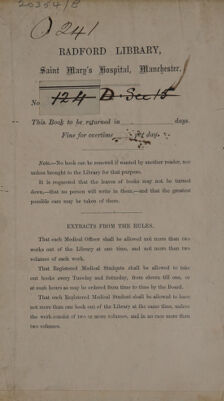 20354/B
O 241
RADFORD LIBRARY,
Saint Mary's Hospital, Manchester.
No 124 D. Sec 15
This Book to be returned in days.
Fine for overtime per day.
Note.—No book can be renewed if wanted by another reader, nor
unless brought to the Library for that purpose.
It is requested that the leaves of books may not be turned
down,—that no person will write in them,—and that the greatest
possible care may be taken of them.
EXTRACTS FROM THE RULES.
That each Medical Officer shall be allowed not more than two
works out of the Library at one time, and not more than two
volumes of each work.
That Registered Medical Students shall be allowed to take
out books every Tuesday and Saturday, from eleven till one, or
at such hours as may be ordered from time to time by the Board.
That each Registered Medical Student shall be allowed to have
not more than one book out of the Library at the same time, unless
the work consist of two or more volumes, and in no case more than
two volumes.